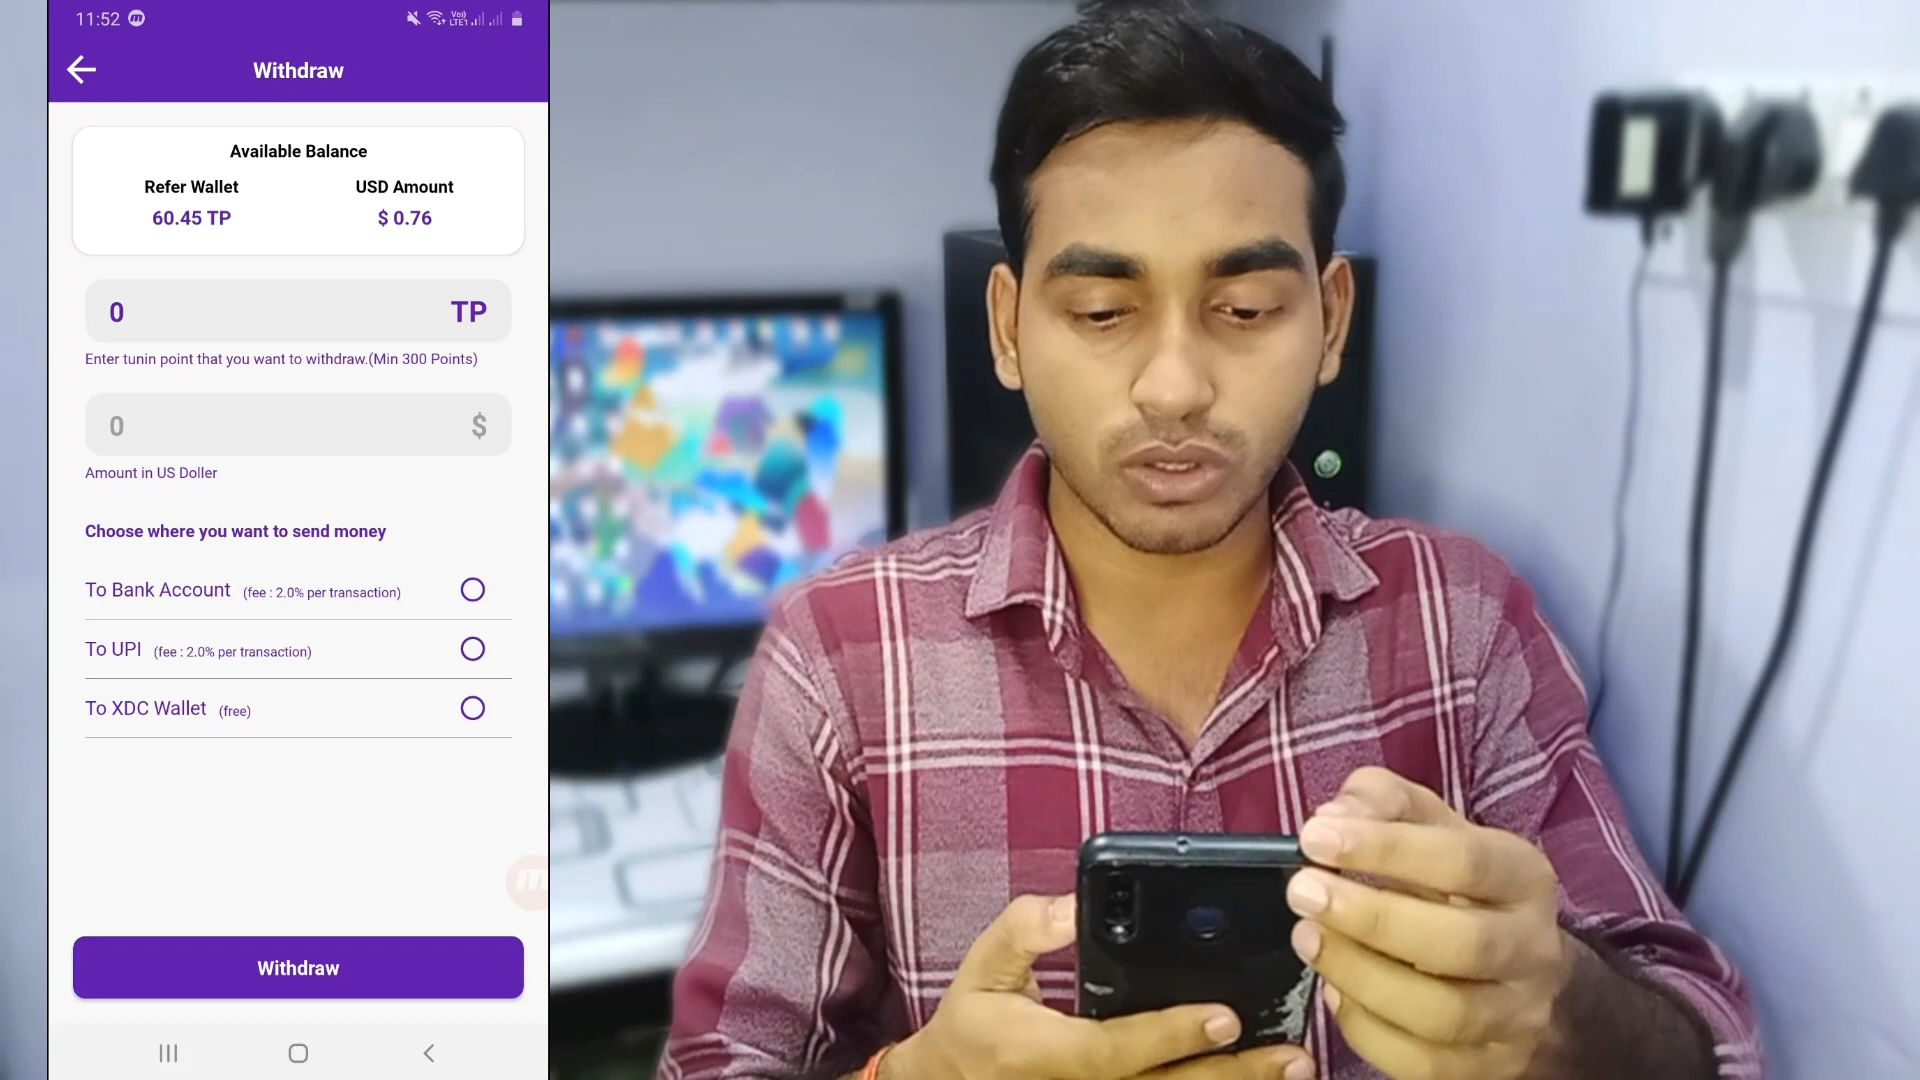 11:52
Vo) LTE1
Withdraw
Available Balance
Refer Wallet USD Amount
60.45 TP $ 0.76
0 TP
Enter tunin point that you want to withdraw.(Min 300 Points)
0 $
Amount in US Doller
Choose where you want to send money
To Bank Account (fee : 2.0% per transaction)
To UPI (fee : 2.0% per transaction)
To XDC Wallet (free)
Withdraw